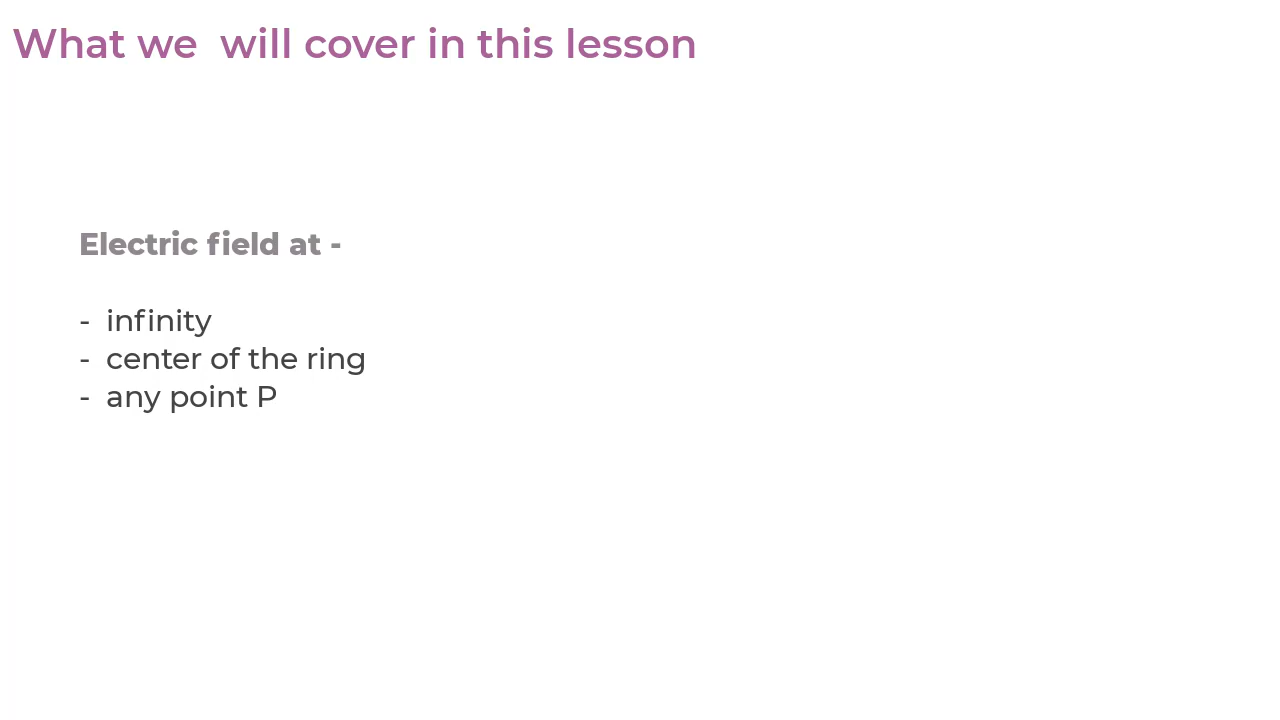 What we  will cover in this lesson
Electric field at -
- infinity
- center of the ring
- any point P